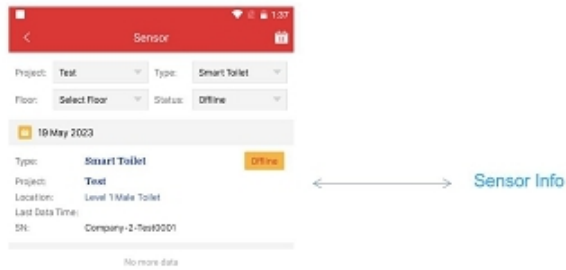 1:37
Sensor
Project: Test Type: Smart Toilet
Floor: Select Floor Status: Offline
19 May 2023
Type: Smart Toilet Offline
Project: Test
Location: Level 1 Male Toilet
Last Data Time:
SN: Company-2-Test0001
Sensor Info
No more data